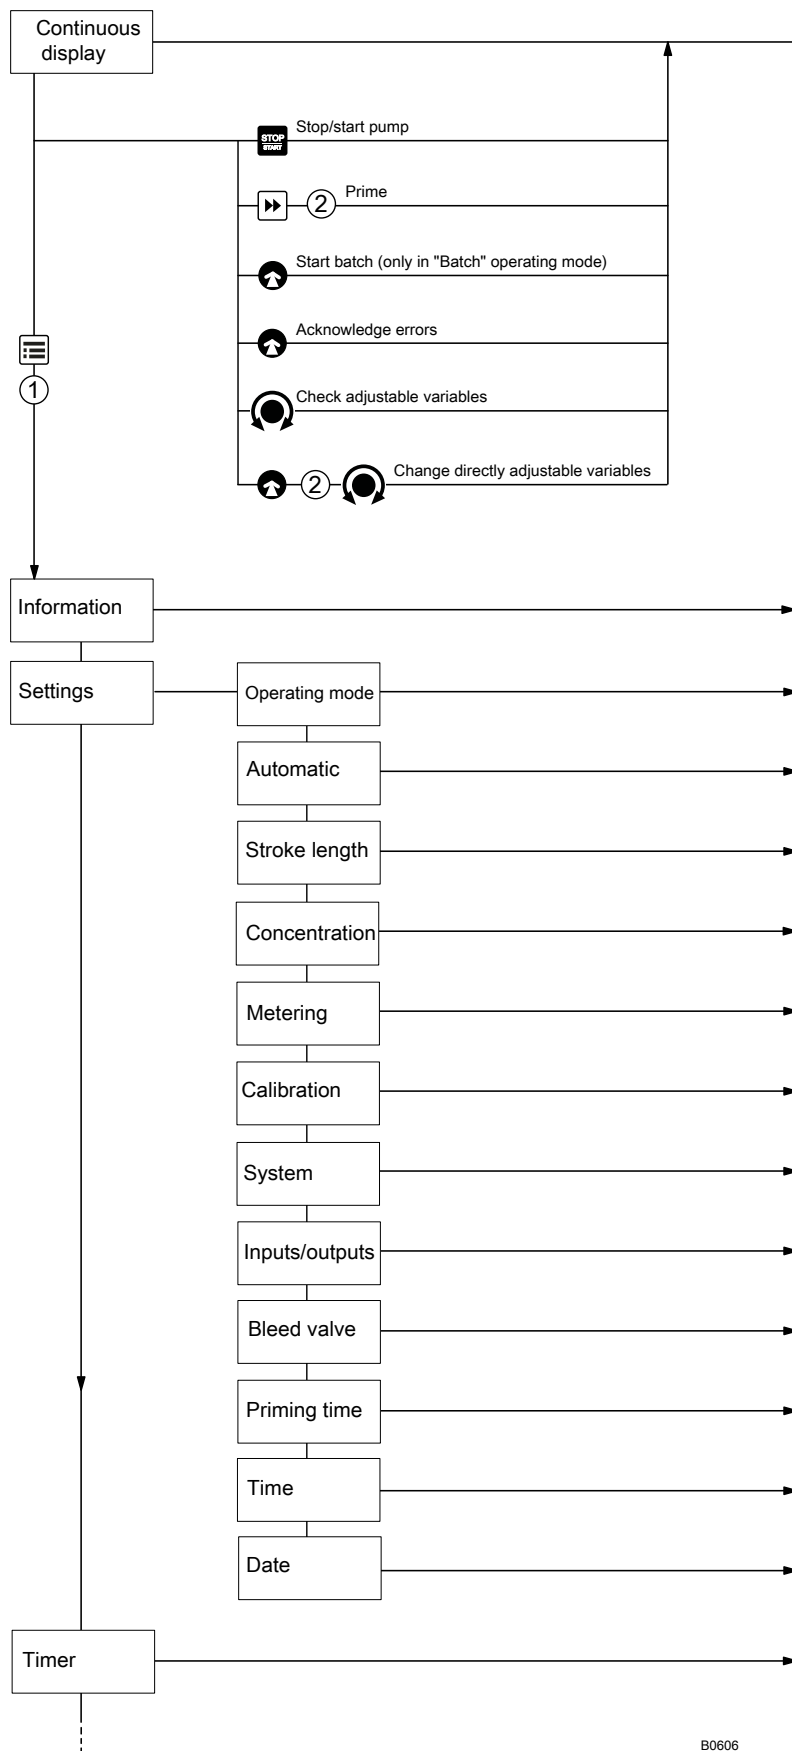 Continuous
display
STOP
START
Stop/start pump
2
Prime
Start batch (only in "Batch" operating mode)
Acknowledge errors
1
Check adjustable variables
2
Change directly adjustable variables
Information
Settings
Operating mode
Automatic
Stroke length
Concentration
Metering
Calibration
System
Inputs/outputs
Bleed valve
Priming time
Time
Date
Timer
B0606